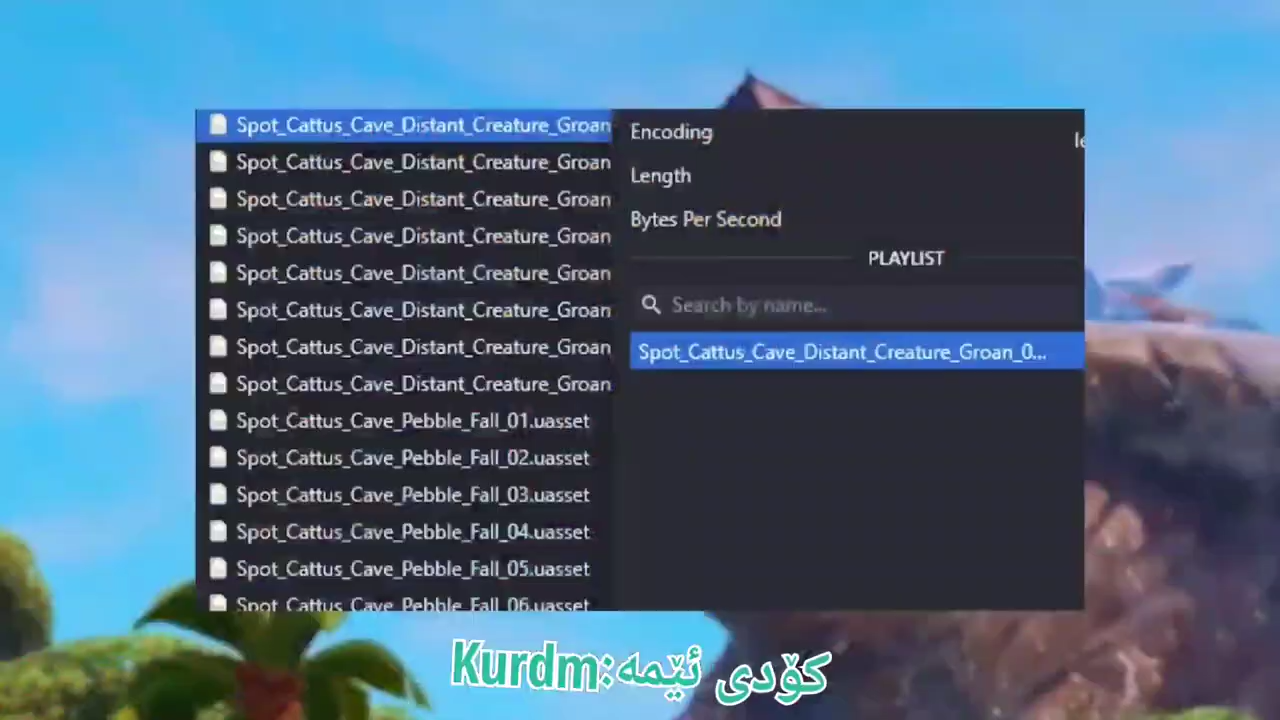 Spot_Cattus_Cave_Distant_Creature_Groan
Spot_Cattus_Cave_Distant_Creature_Groan
Spot_Cattus_Cave_Distant_Creature_Groan
Spot_Cattus_Cave_Distant_Creature_Groan
Spot_Cattus_Cave_Distant_Creature_Groan
Spot_Cattus_Cave_Distant_Creature_Groan
Spot_Cattus_Cave_Distant_Creature_Groan
Spot_Cattus_Cave_Distant_Creature_Groan
Spot_Cattus_Cave_Pebble_Fall_01.uasset
Spot_Cattus_Cave_Pebble_Fall_02.uasset
Spot_Cattus_Cave_Pebble_Fall_03.uasset
Spot_Cattus_Cave_Pebble_Fall_04.uasset
Spot_Cattus_Cave_Pebble_Fall_05.uasset
Spot_Cattus_Cave_Pebble_Fall_06.uasset
Encoding
Length
Bytes Per Second
PLAYLIST
Search by name...
Spot_Cattus_Cave_Distant_Creature_Groan_0...
کۆدی ئێمە:Kurdm